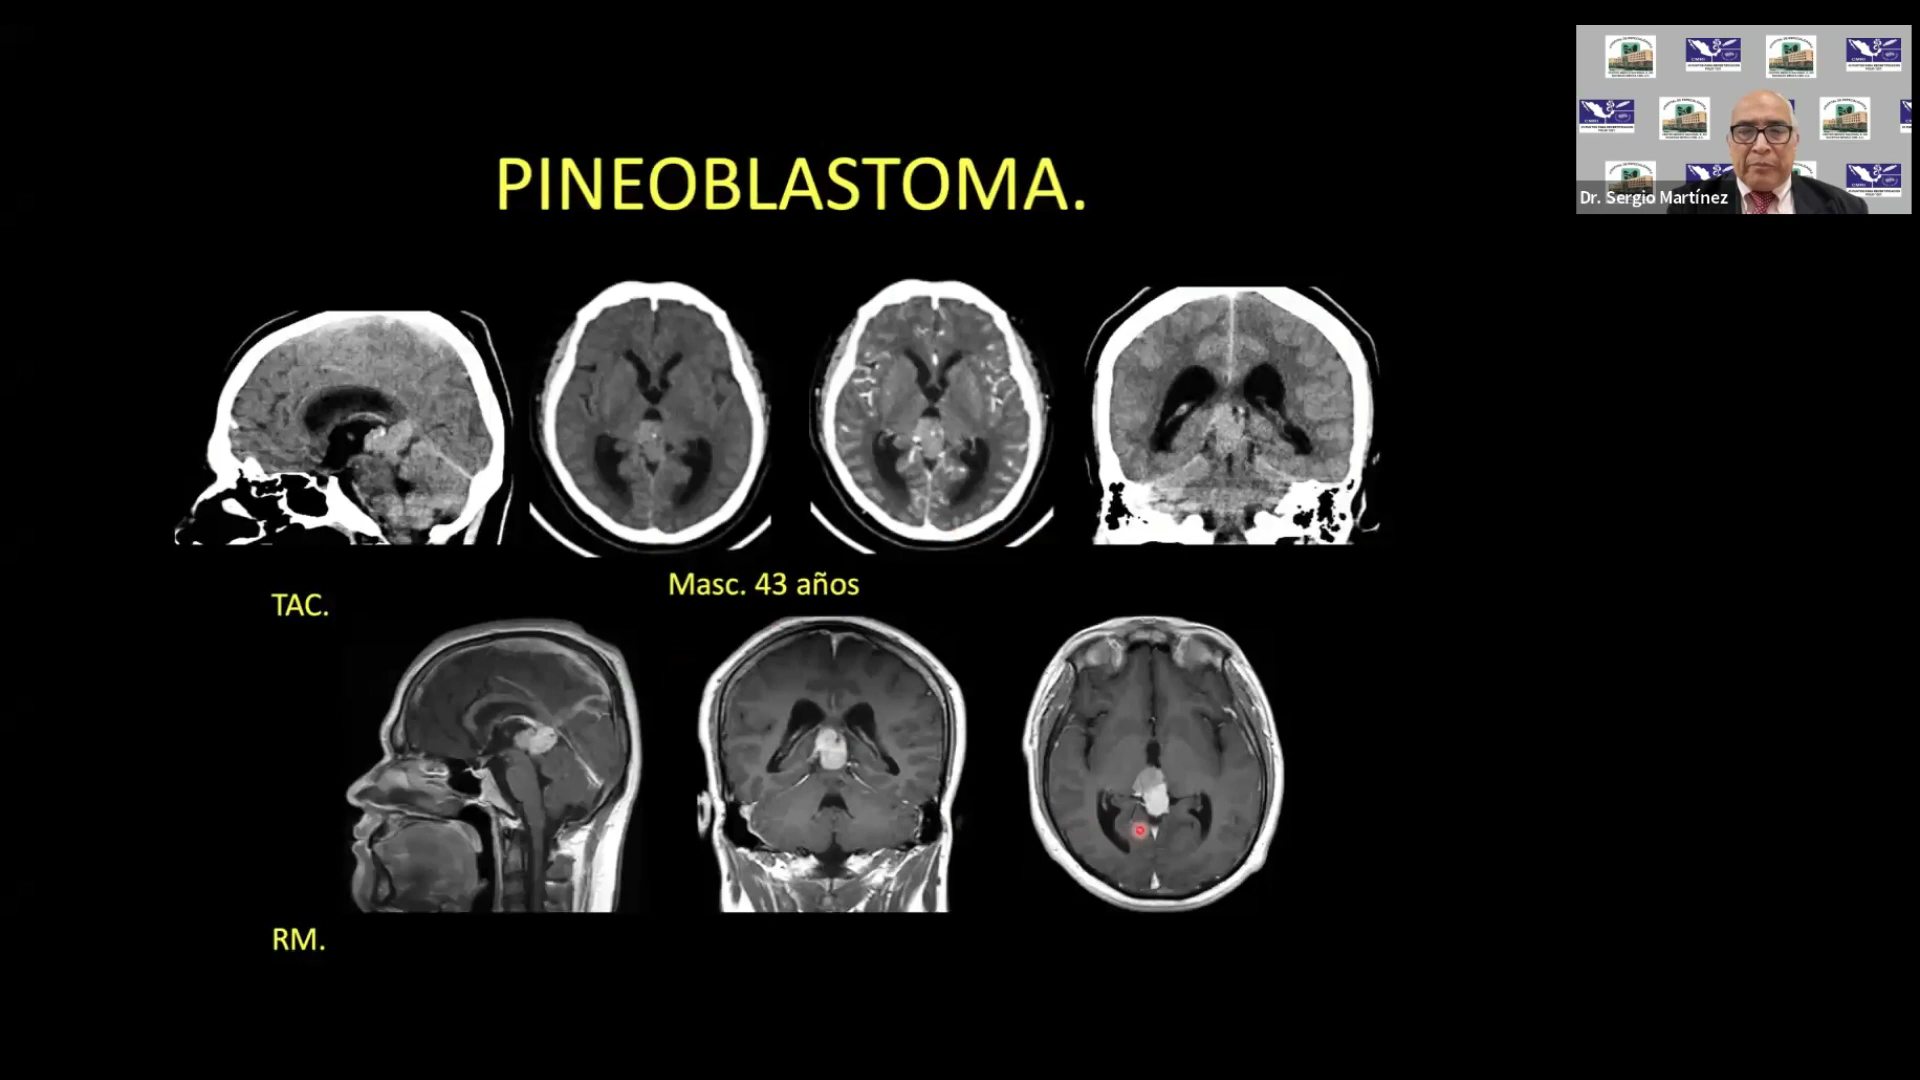 PINEOBLASTOMA.
Dr. Sergio Martínez
Masc. 43 años
TAC.
RM.